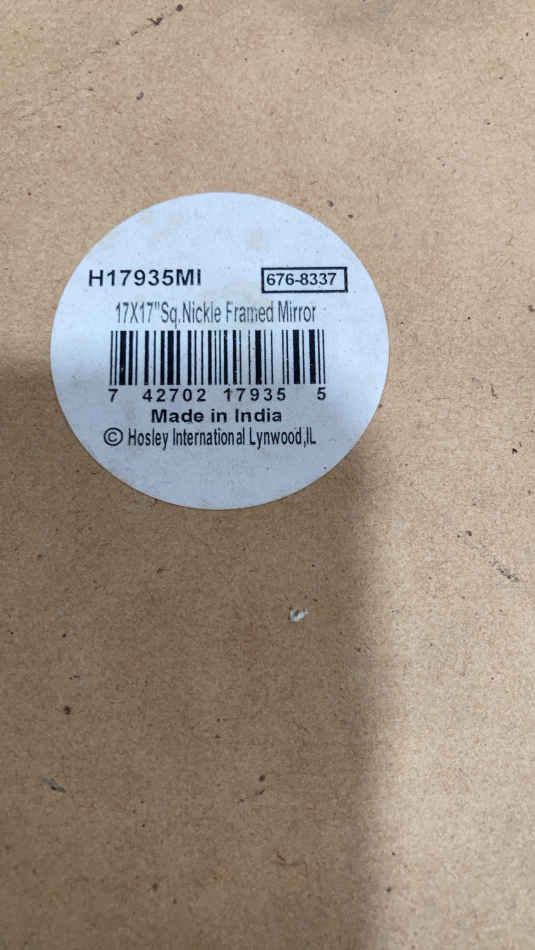 H17935MI 676-8337
17X17"Sq.Nickle Framed Mirror
7 42702 17935 5
Made in India
© Hosley International Lynwood,IL